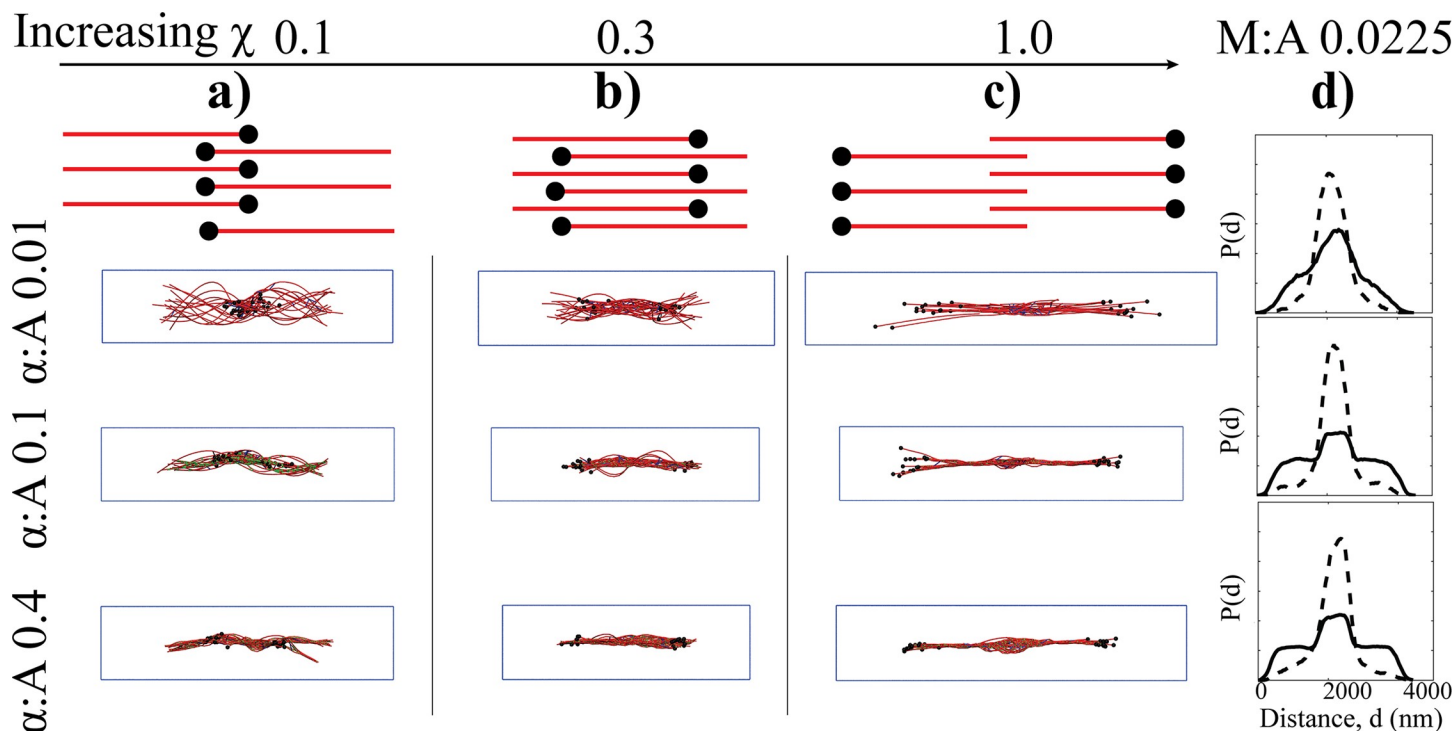 Increasing χ 0.1 0.3 1.0 M:A 0.0225
a) b) c) d)
α:A 0.01
P(d)
α:A 0.1
P(d)
α:A 0.4
P(d)
0 2000 4000
Distance, d (nm)